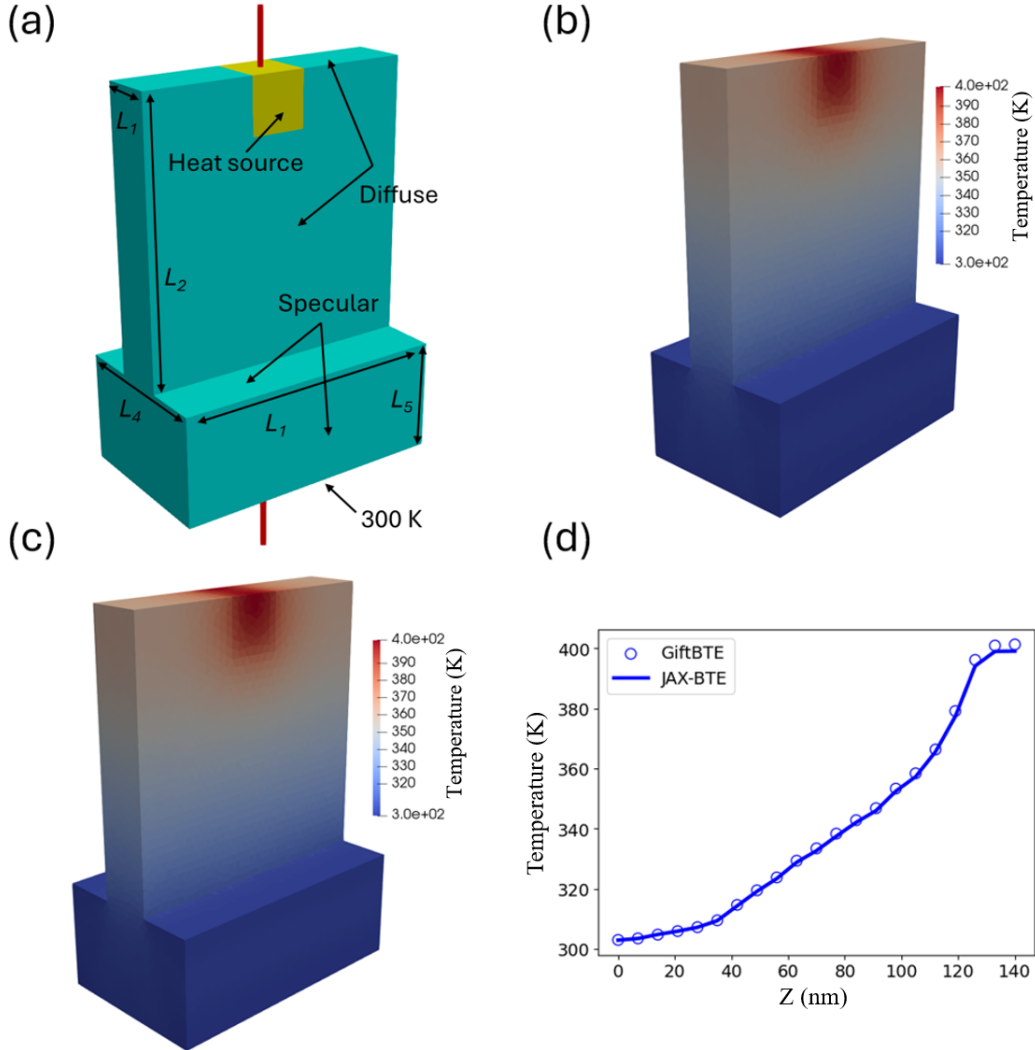 (a)
L1
Heat source
Diffuse
L2
Specular
L4
L1
L5
300 K
(b)
4.0e+02
390
380
370
360
350
340
330
320
3.0e+02
Temperature (K)
(c)
4.0e+02
390
380
370
360
350
340
330
320
3.0e+02
Temperature (K)
(d)
GiftBTE
JAX-BTE
400
380
360
340
320
300
Temperature (K)
0 20 40 60 80 100 120 140
Z (nm)